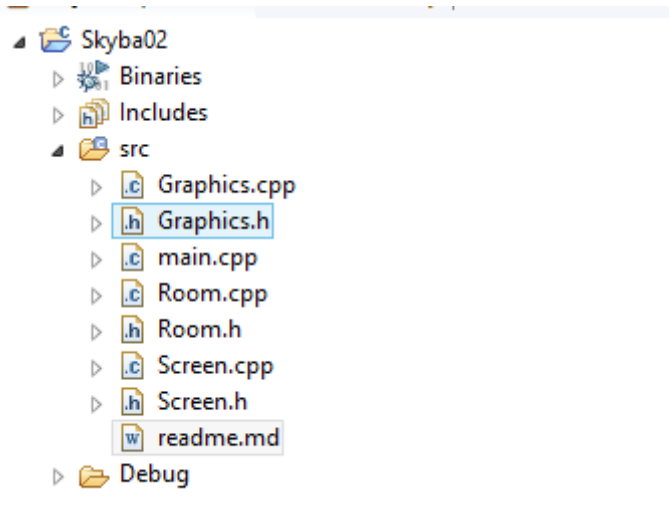 Skyba02
Binaries
Includes
src
Graphics.cpp
Graphics.h
main.cpp
Room.cpp
Room.h
Screen.cpp
Screen.h
readme.md
Debug